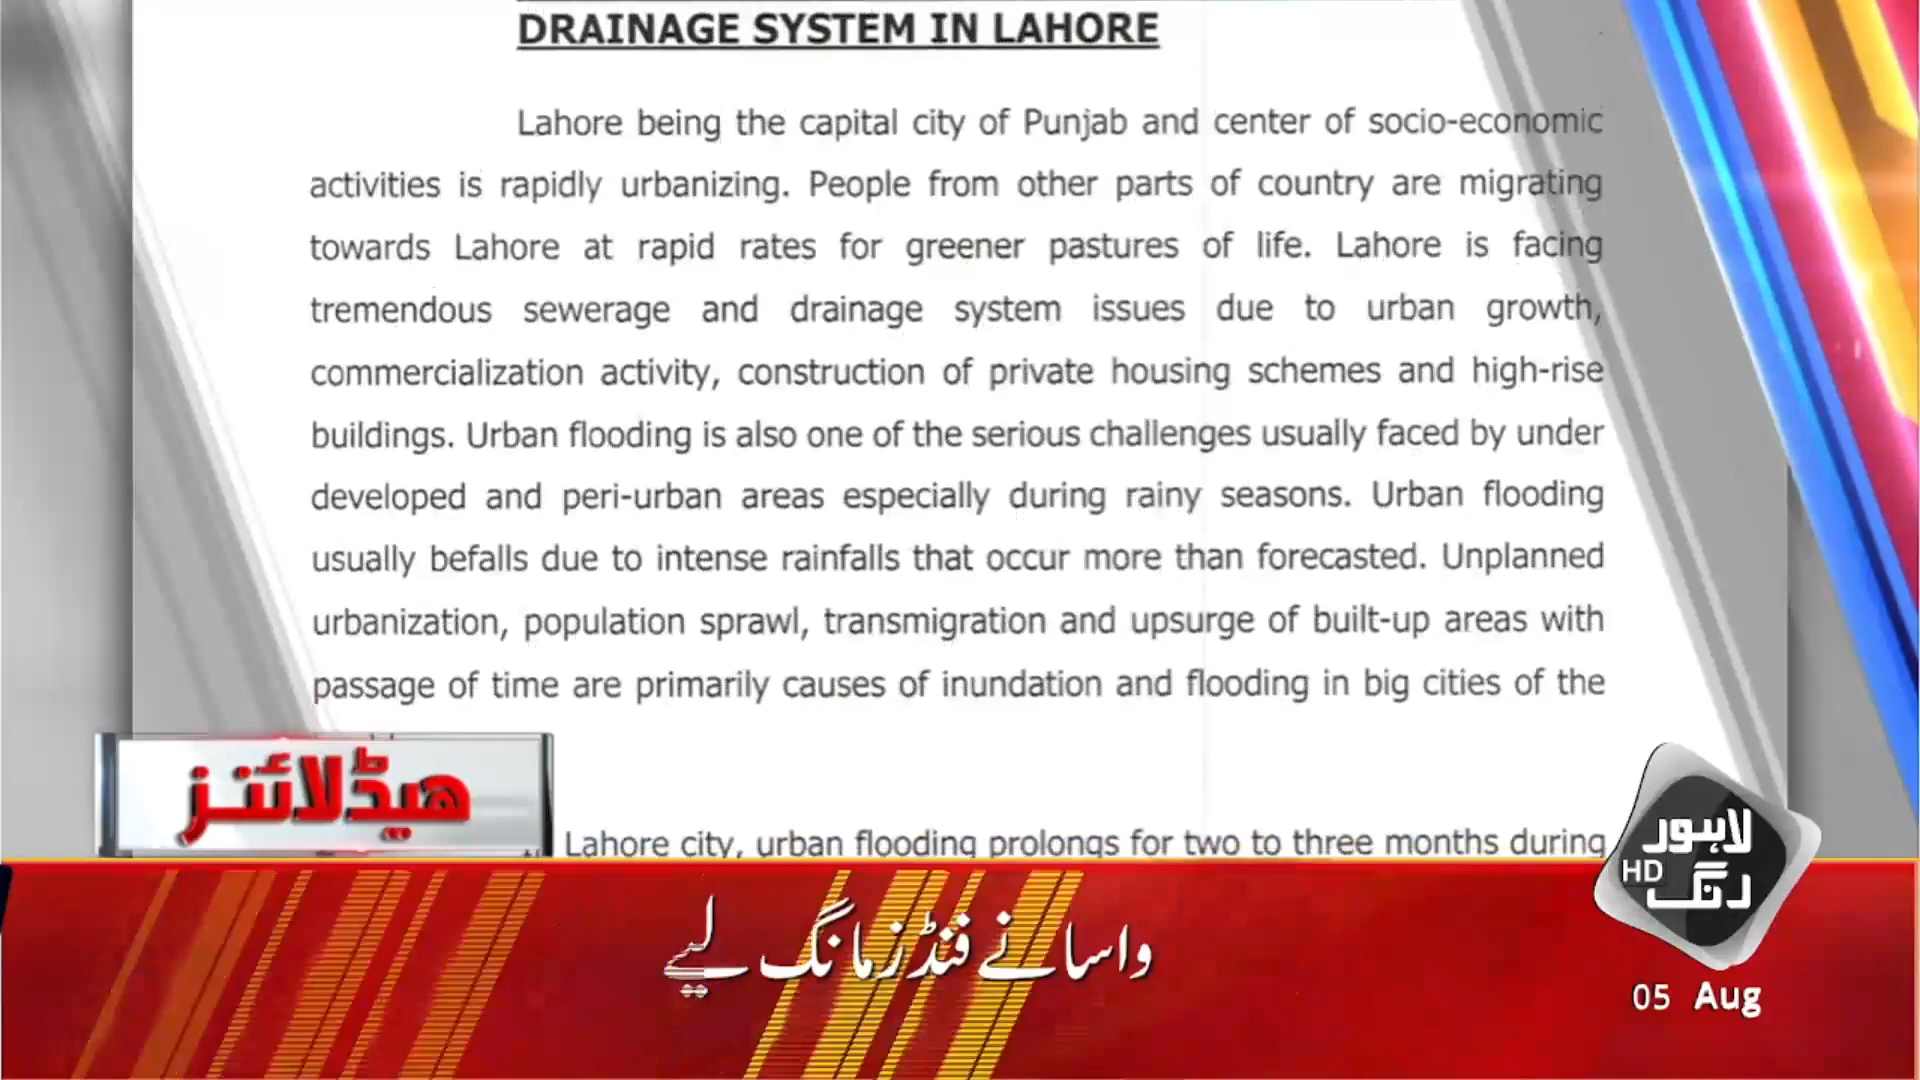 DRAINAGE SYSTEM IN LAHORE
Lahore being the capital city of Punjab and center of socio-economic
activities is rapidly urbanizing. People from other parts of country are migrating
towards Lahore at rapid rates for greener pastures of life. Lahore is facing
tremendous sewerage and drainage system issues due to urban growth,
commercialization activity, construction of private housing schemes and high-rise
buildings. Urban flooding is also one of the serious challenges usually faced by under
developed and peri-urban areas especially during rainy seasons. Urban flooding
usually befalls due to intense rainfalls that occur more than forecasted. Unplanned
urbanization, population sprawl, transmigration and upsurge of built-up areas with
passage of time are primarily causes of inundation and flooding in big cities of the
Lahore city, urban flooding prolongs for two to three months during
ہیڈلائنز
واسا نے فنڈز مانگ لیے
لاہور
HD رنگ
05 Aug